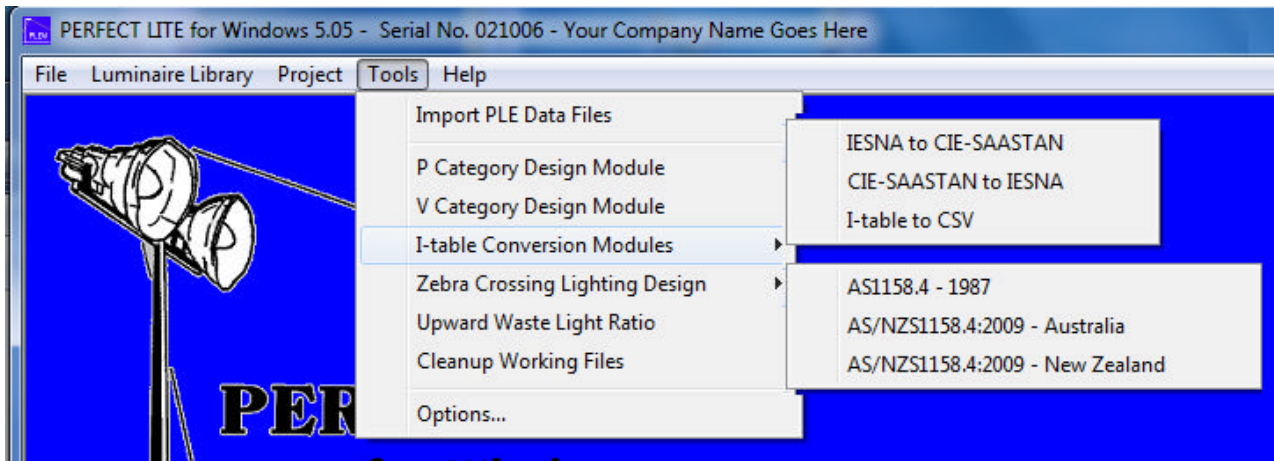 PERFECT LITE for Windows 5.05 - Serial No. 021006 - Your Company Name Goes Here
File Luminaire Library Project Tools Help
Import PLE Data Files
P Category Design Module
V Category Design Module
I-table Conversion Modules
Zebra Crossing Lighting Design
Upward Waste Light Ratio
Cleanup Working Files
Options...
IESNA to CIE-SAASTAN
CIE-SAASTAN to IESNA
I-table to CSV
AS1158.4 - 1987
AS/NZS1158.4:2009 - Australia
AS/NZS1158.4:2009 - New Zealand
PER